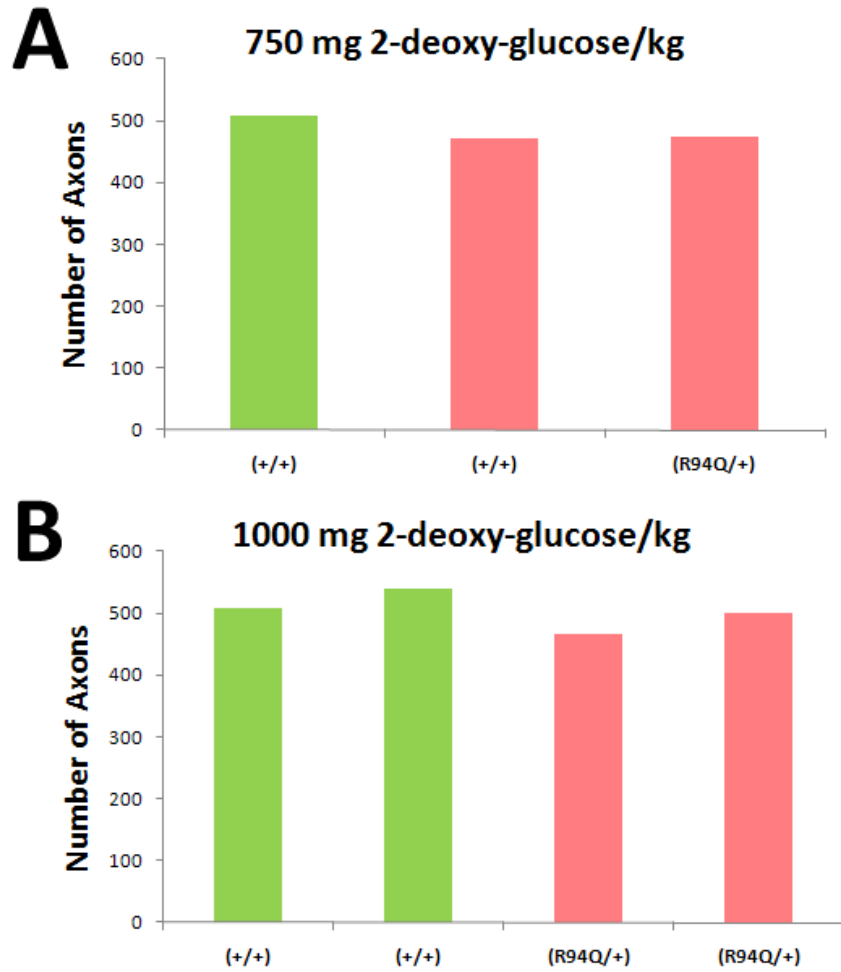 A
750 mg 2-deoxy-glucose/kg
Number of Axons
600
500
400
300
200
100
0
(+/+) (+/+) (R94Q/+)
B
1000 mg 2-deoxy-glucose/kg
Number of Axons
600
500
400
300
200
100
0
(+/+) (+/+) (R94Q/+) (R94Q/+)